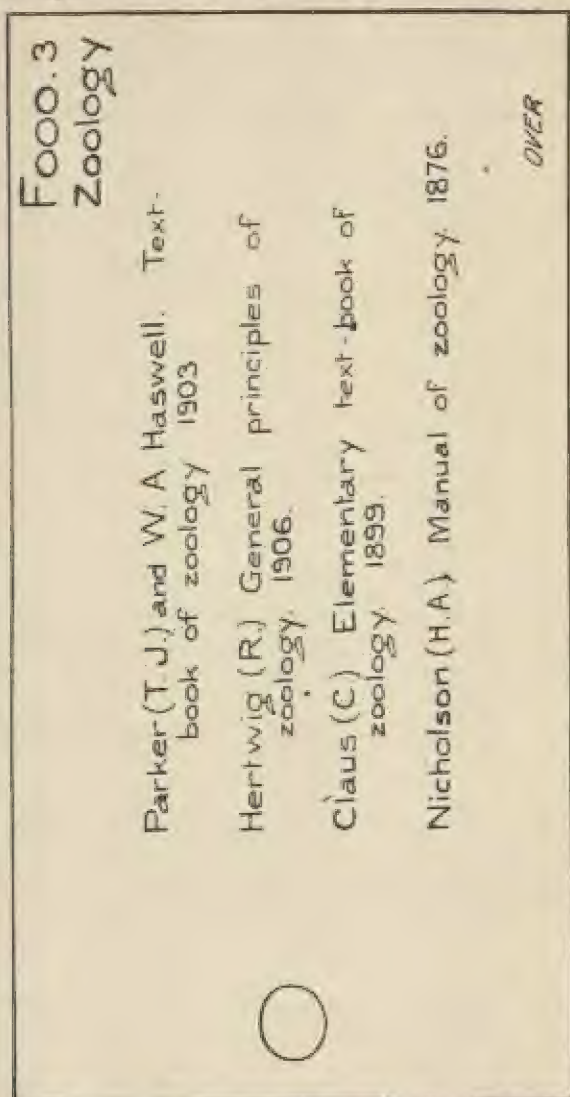 F000.3
Zoology
Parker (T. J.) and W. A Haswell. Text-
book of zoology 1903
Hertwig (R.) General principles of
zoology. 1906.
Claus (C.) Elementary text-book of
zoology. 1899.
Nicholson (H.A.) Manual of zoology 1876.
OVER